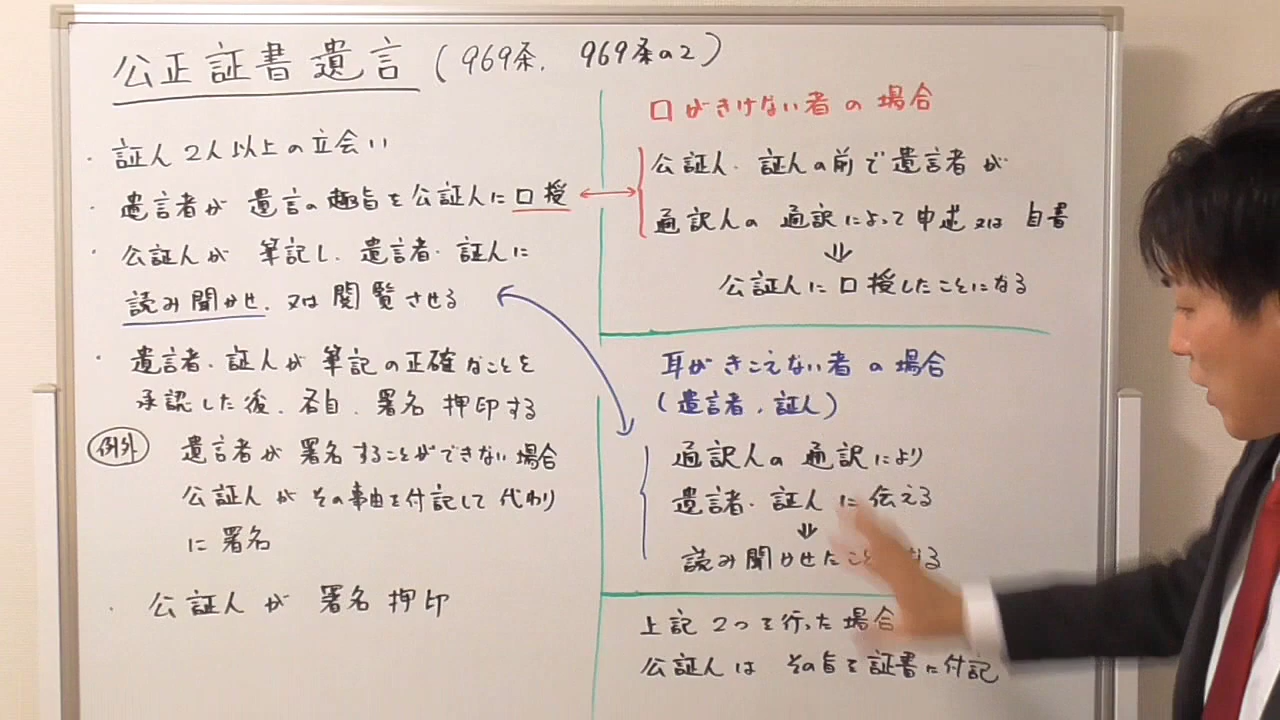 公正証書遺言(969条、969条の2)
・証人2人以上の立会い
・遺言者が遺言の趣旨を公証人に口授
・公証人が筆記し、遺言者・証人に
読み聞かせ、又は閲覧させる
・遺言者・証人が筆記の正確なことを
承認した後、各自、署名押印する
例外 遺言者が署名することができない場合
公証人がその事由を付記して代わり
に署名
・公証人が署名押印
口がきけない者の場合
公証人・証人の前で遺言者が
通訳人の通訳によって申述又は自書
⇓
公証人に口授したことになる
耳がきこえない者の場合
(遺言者、証人)
通訳人の通訳により
遺言者・証人に伝える
⇓
読み聞かせたこ なる
上記2つを行った場合
公証人はその旨を証書に付記